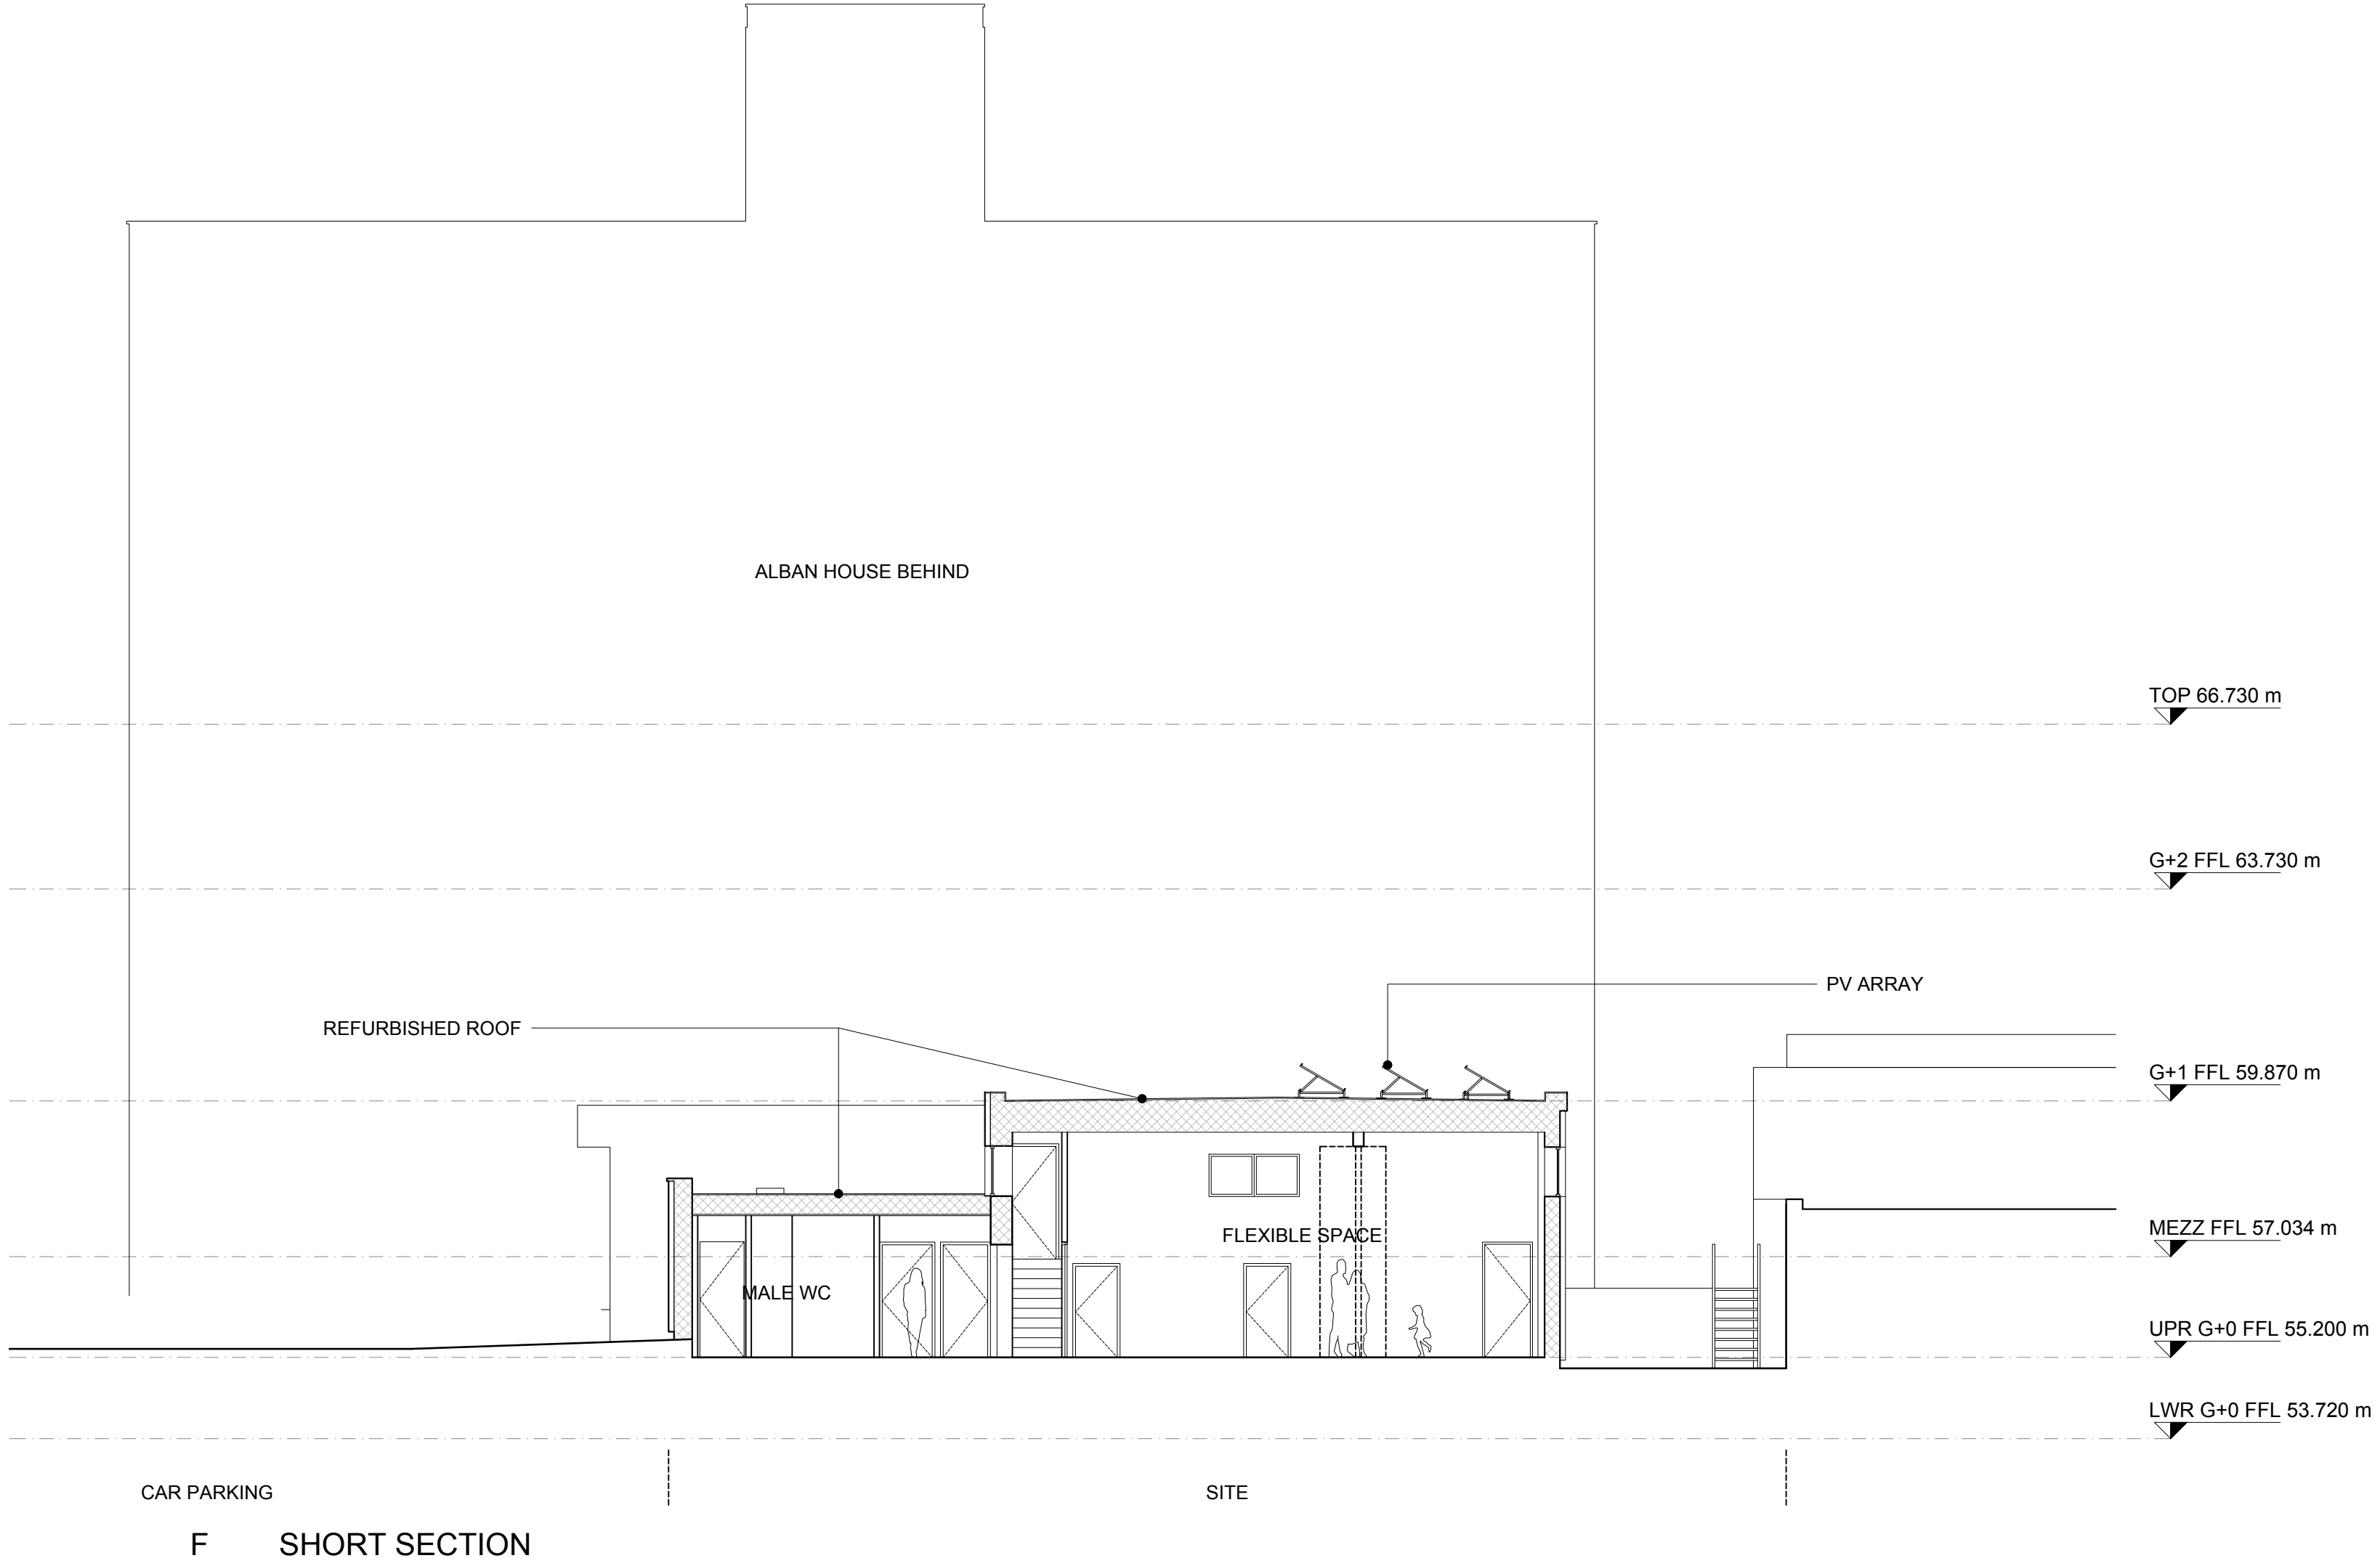 ALBAN HOUSE BEHIND
TOP 66.730 m
G+2 FFL 63.730 m
PV ARRAY
REFURBISHED ROOF
G+1 FFL 59.870 m
FLEXIBLE SPACE
MEZZ FFL 57.034 m
MALE WC
UPR G+0 FFL 55.200 m
LWR G+0 FFL 53.720 m
CAR PARKING
SITE
F SHORT SECTION